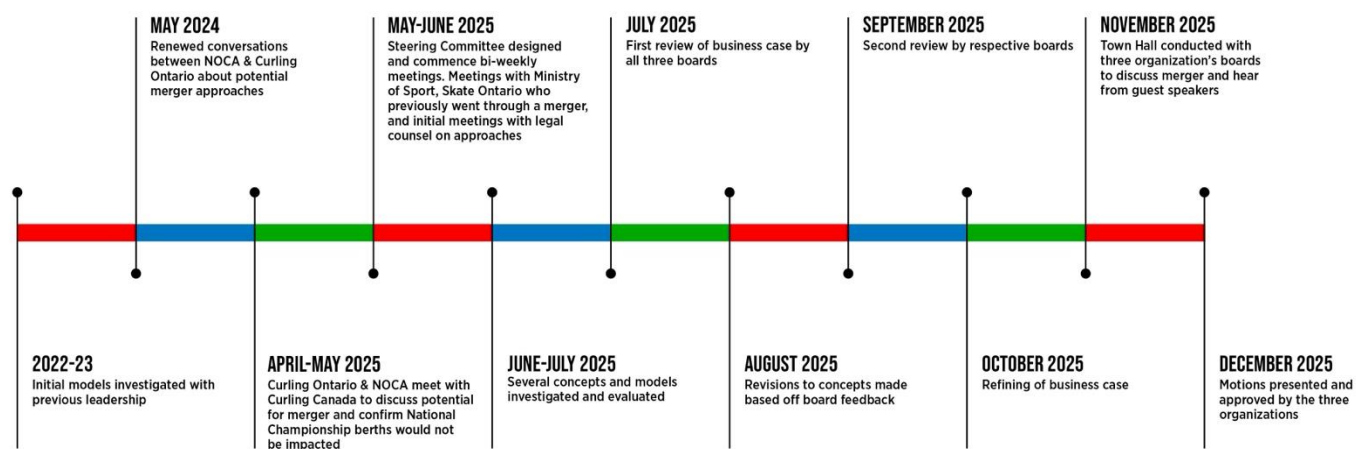 MAY 2024
Renewed conversations
between NOCA & Curling
Ontario about potential
merger approaches
MAY-JUNE 2025
Steering Committee designed
and commence bi-weekly
meetings. Meetings with Ministry
of Sport, Skate Ontario who
previously went through a merger,
and initial meetings with legal
counsel on approaches
JULY 2025
First review of business case by
all three boards
SEPTEMBER 2025
Second review by respective boards
NOVEMBER 2025
Town Hall conducted with
three organization's boards
to discuss merger and hear
from guest speakers
2022-23
Initial models investigated with
previous leadership
APRIL-MAY 2025
Curling Ontario & NOCA meet with
Curling Canada to discuss potential
for merger and confirm National
Championship berths would not
be impacted
JUNE-JULY 2025
Several concepts and models
investigated and evaluated
AUGUST 2025
Revisions to concepts made
based off board feedback
OCTOBER 2025
Refining of business case
DECEMBER 2025
Motions presented and
approved by the three
organizations